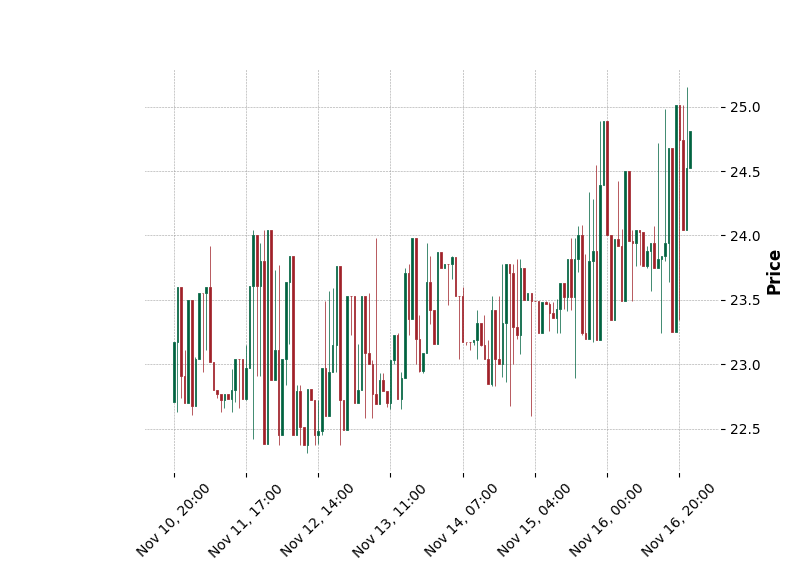 25.0
24.5
24.0
23.5
23.0
22.5
Price
Nov 10, 20:00
Nov 11, 17:00
Nov 12, 14:00
Nov 13, 11:00
Nov 14, 07:00
Nov 15, 04:00
Nov 16, 00:00
Nov 16, 20:00